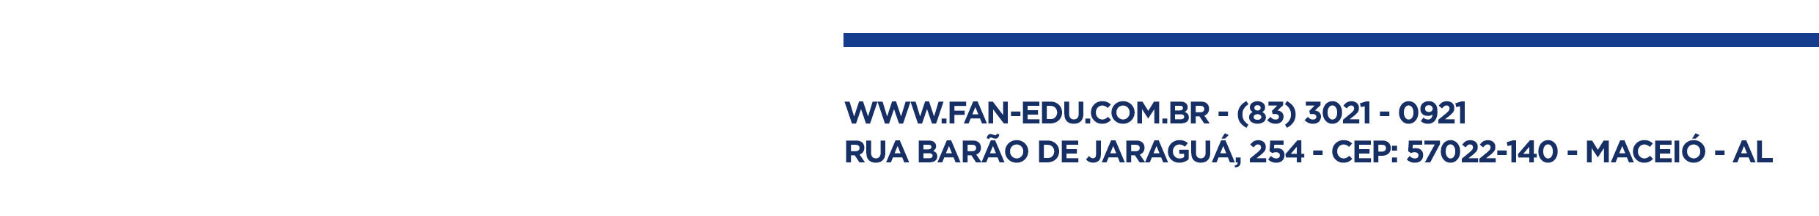 WWW.FAN-EDU.COM.BR - (83) 3021 - 0921
RUA BARÃO DE JARAGUÁ, 254 - CEP: 57022-140 - MACEIÓ - AL